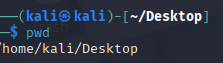 ──(kali㉿kali)-[~/Desktop]
─$ pwd
/home/kali/Desktop